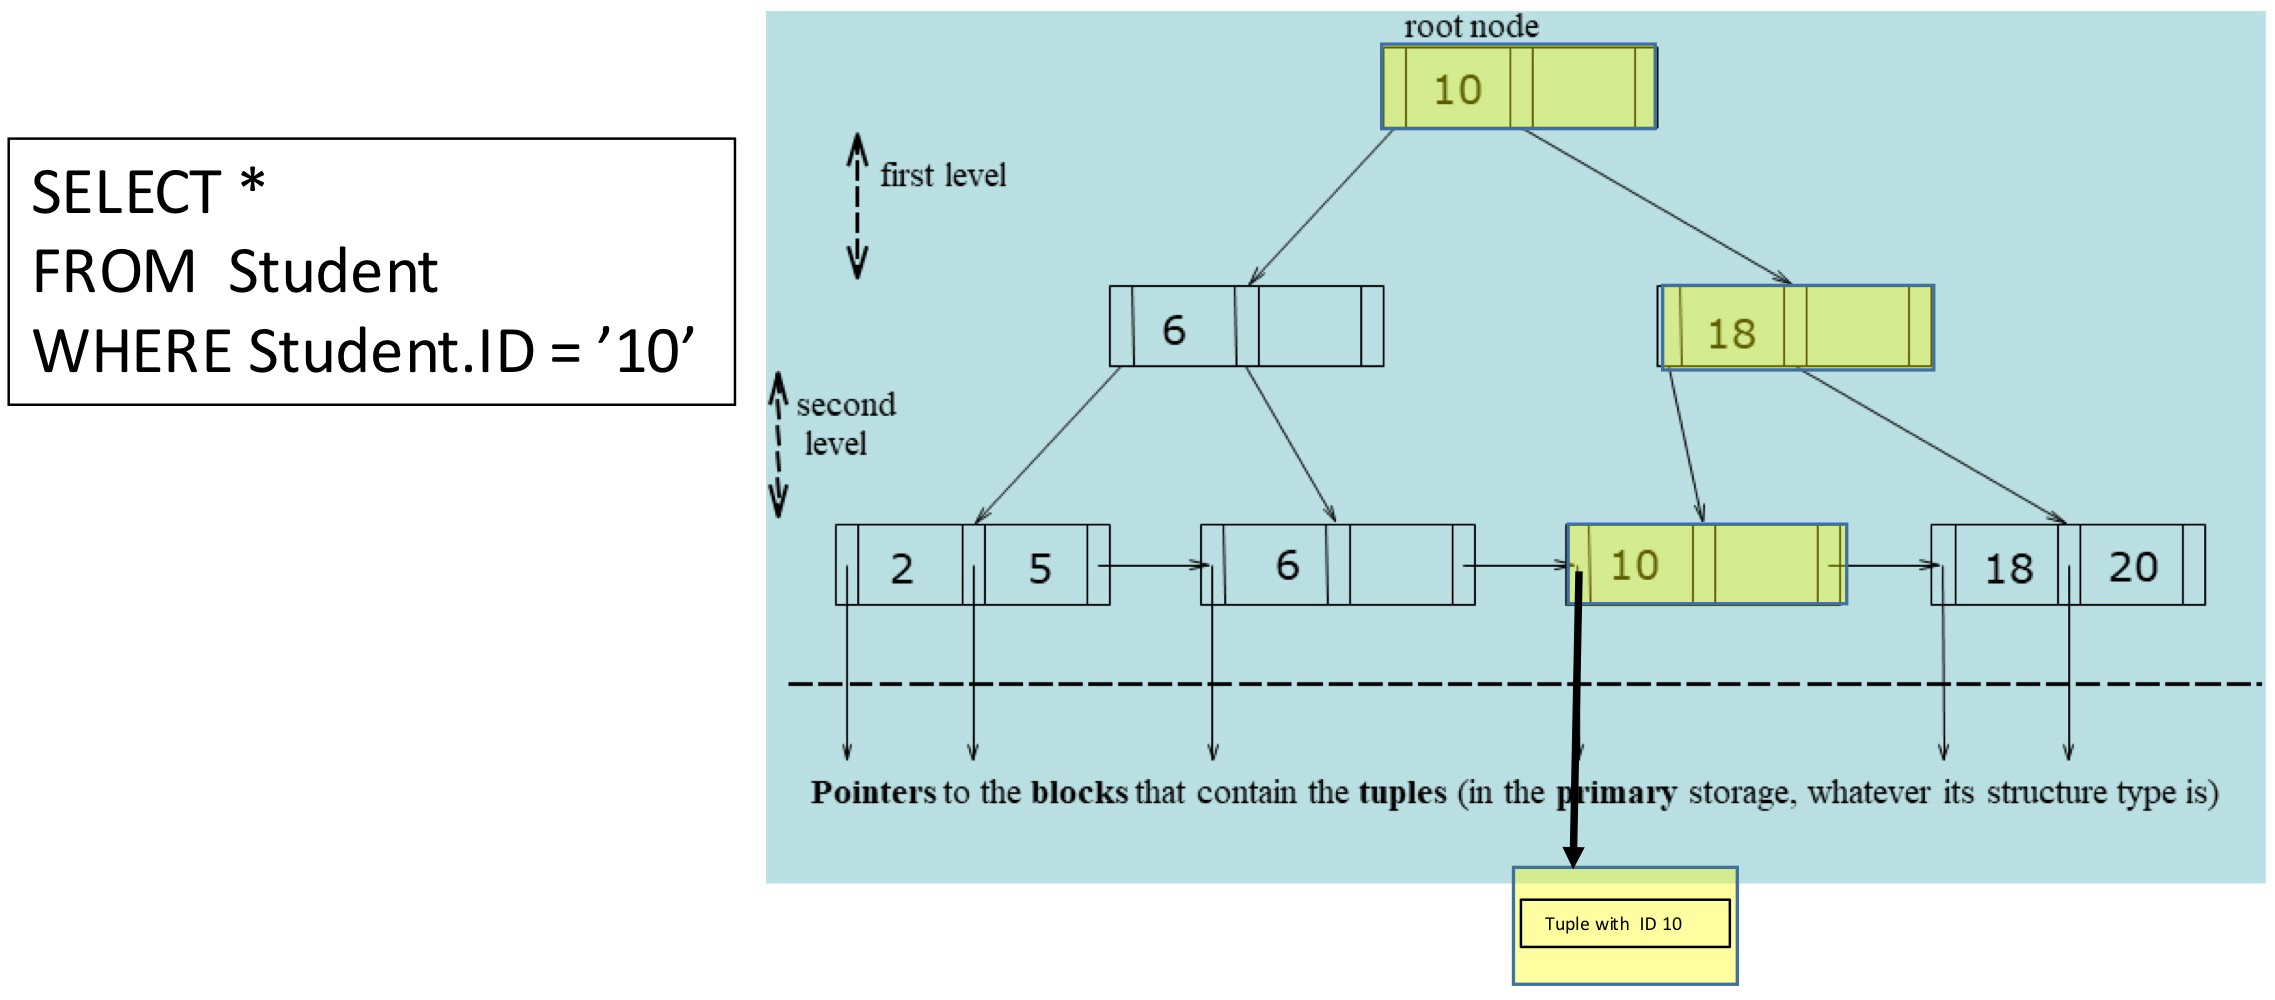 SELECT *
FROM Student
WHERE Student.ID = ’10’
root node
10
first level
6
18
second
level
2 5 6 10 18 20
Pointers to the blocks that contain the tuples (in the primary storage, whatever its structure type is)
Tuple with ID 10